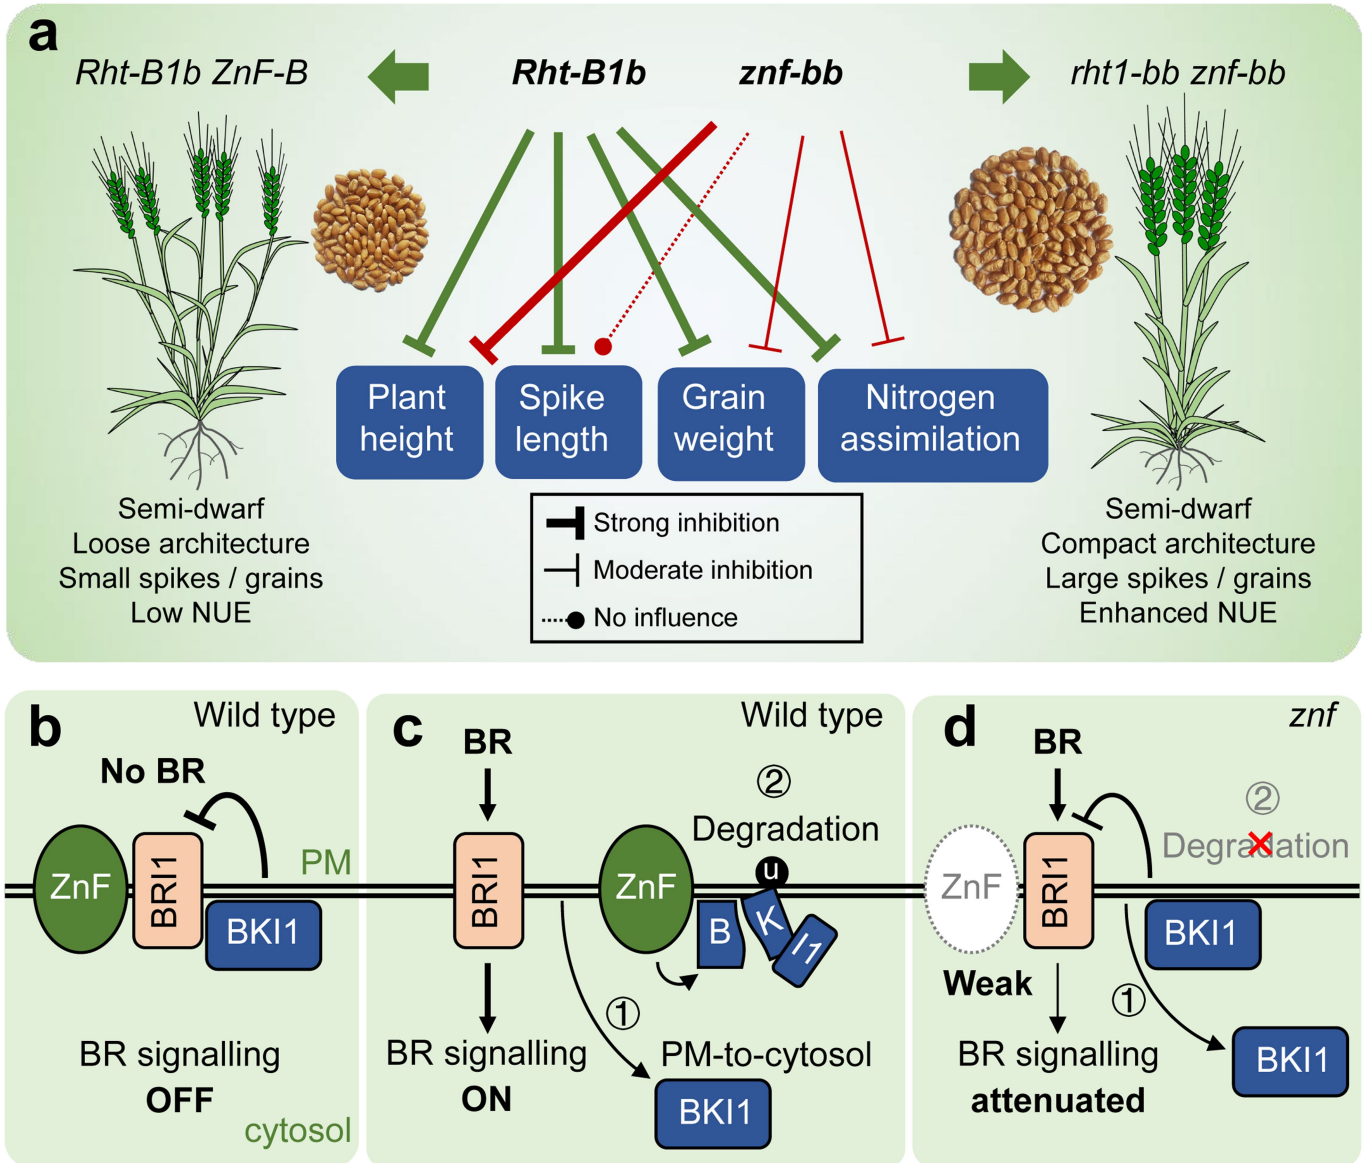 a
Rht-B1b ZnF-B
Rht-B1b
znf-bb
rht1-bb znf-bb
Plant
height
Spike
length
Grain
weight
Nitrogen
assimilation
Semi-dwarf
Loose architecture
Small spikes / grains
Low NUE
Strong inhibition
Moderate inhibition
No influence
Semi-dwarf
Compact architecture
Large spikes / grains
Enhanced NUE
b
Wild type
No BR
ZnF
BRI1
PM
BKI1
BR signalling
OFF
cytosol
c
Wild type
BR
②
Degradation
BRI1
ZnF
u
B
K
I1
①
BR signalling
ON
PM-to-cytosol
BKI1
d
znf
BR
②
Degradation
ZnF
BRI1
BKI1
Weak
①
BR signalling
attenuated
BKI1